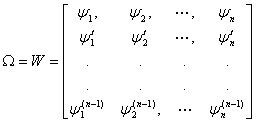 Ω = W = [ ψ₁, ψ₂, ⋯, ψₙ
ψ₁′ ψ₂′ ⋯, ψₙ′
. . . .
. . . .
ψ₁⁽ⁿ⁻¹⁾ ψ₂⁽ⁿ⁻¹⁾, ⋯ ψₙ⁽ⁿ⁻¹⁾ ]